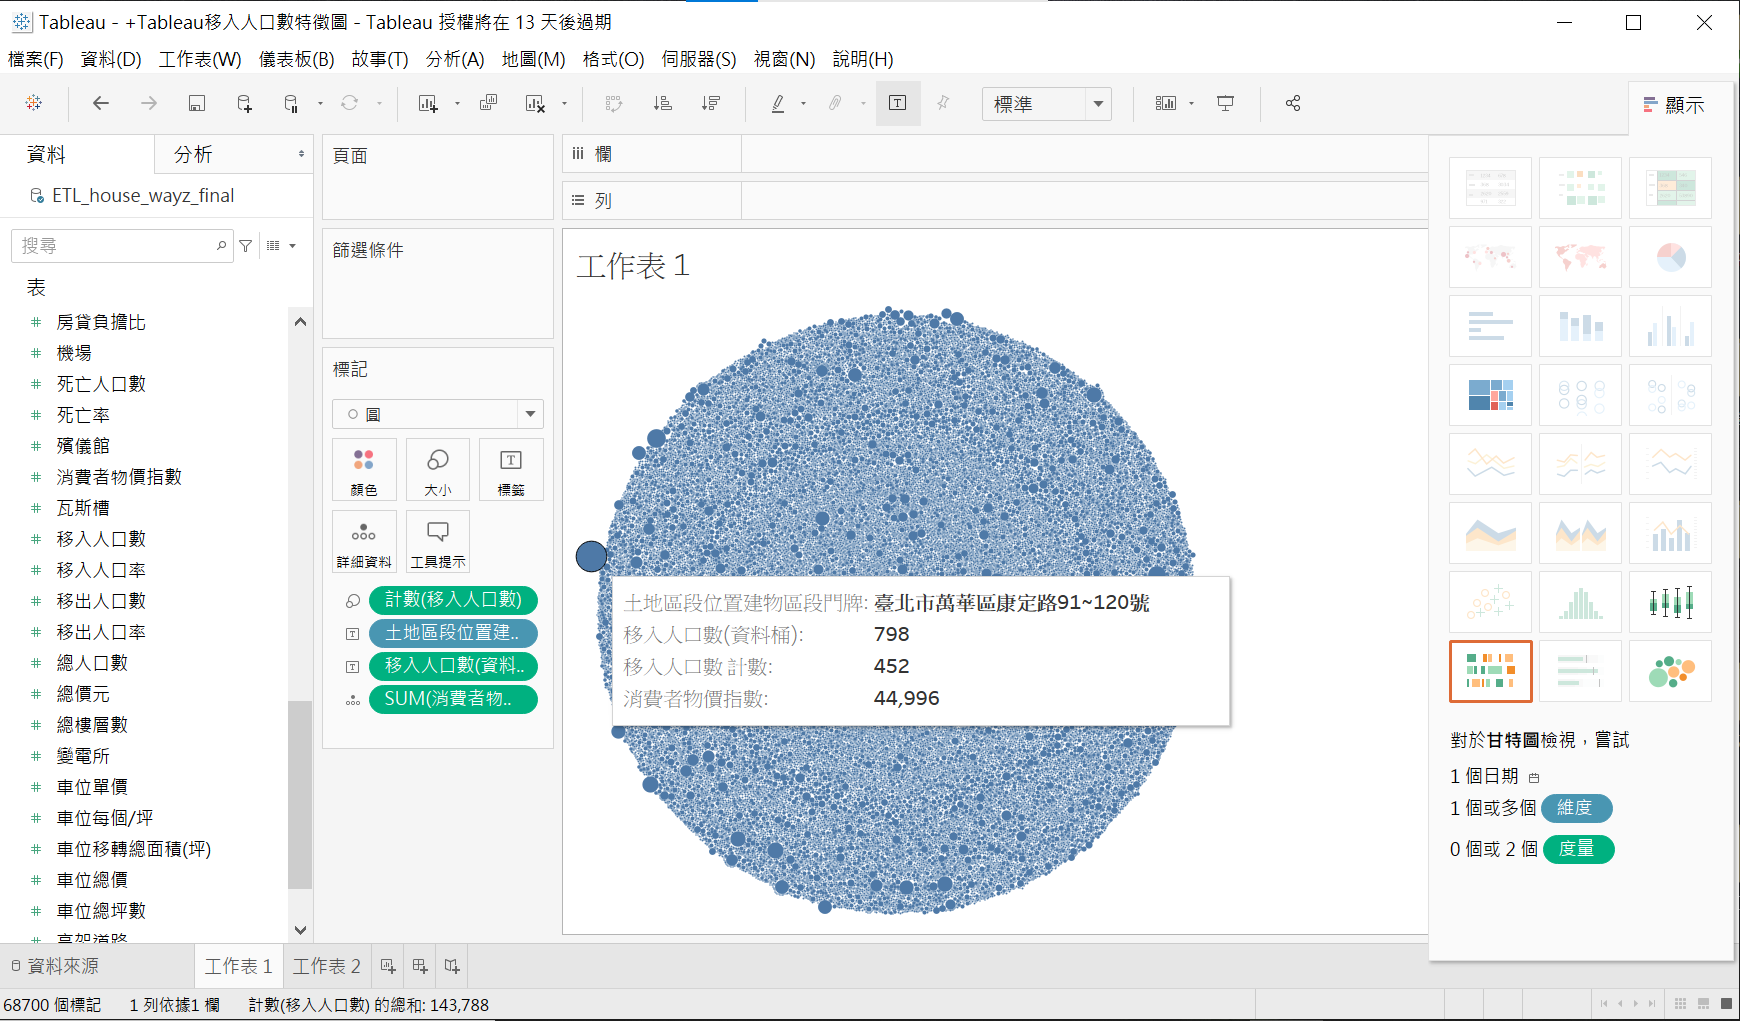 Tableau - +Tableau移入人口數特徵圖 - Tableau 授權將在 13 天後過期
檔案(F) 資料(D) 工作表(W) 儀表板(B) 故事(T) 分析(A) 地圖(M) 格式(O) 伺服器(S) 視窗(N) 說明(H)
標準
顯示
資料 分析
ETL_house_wayz_final
搜尋
表
房貸負擔比
機場
死亡人口數
死亡率
殯儀館
消費者物價指數
瓦斯槽
移入人口數
移入人口率
移出人口數
移出人口率
總人口數
總價元
總樓層數
變電所
車位單價
車位每個/坪
車位移轉總面積(坪)
車位總價
車位總坪數
高架道路
頁面
篩選條件
標記
圓
顏色 大小 標籤
詳細資料 工具提示
計數(移入人口數)
土地區段位置建..
移入人口數(資料..
SUM(消費者物..
欄
列
工作表 1
土地區段位置建物區段門牌: 臺北市萬華區康定路91~120號
移入人口數(資料桶): 798
移入人口數 計數: 452
消費者物價指數: 44,996
對於甘特圖檢視，嘗試
1 個日期
1 個或多個 維度
0 個或 2 個 度量
資料來源 工作表 1 工作表 2
68700 個標記 1 列依據1 欄 計數(移入人口數) 的總和: 143,788